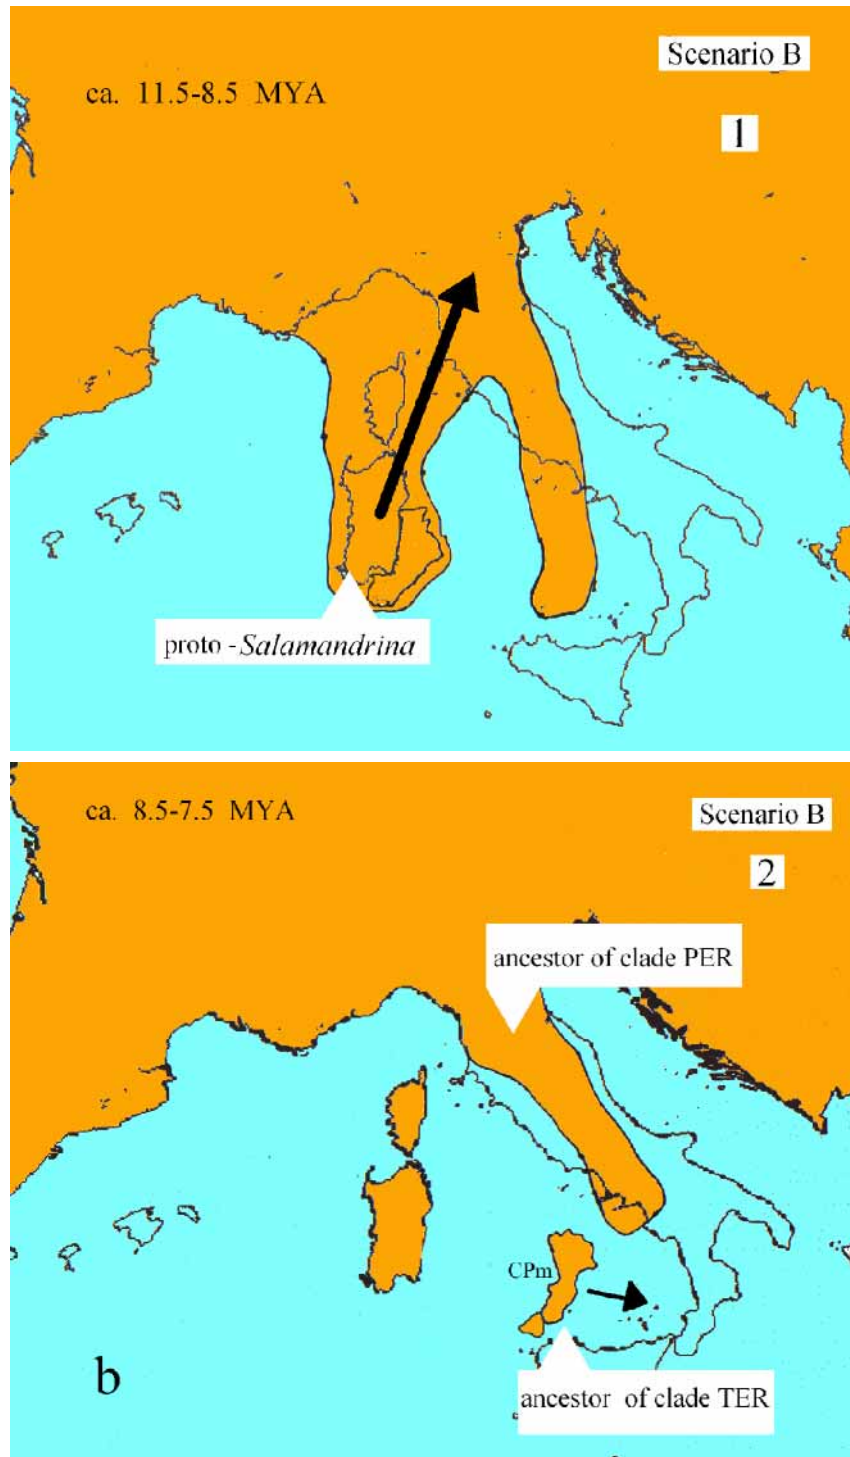 Scenario B
ca. 11.5-8.5 MYA
1
proto - Salamandrina
ca. 8.5-7.5 MYA
Scenario B
2
ancestor of clade PER
CPm
b
ancestor of clade TER